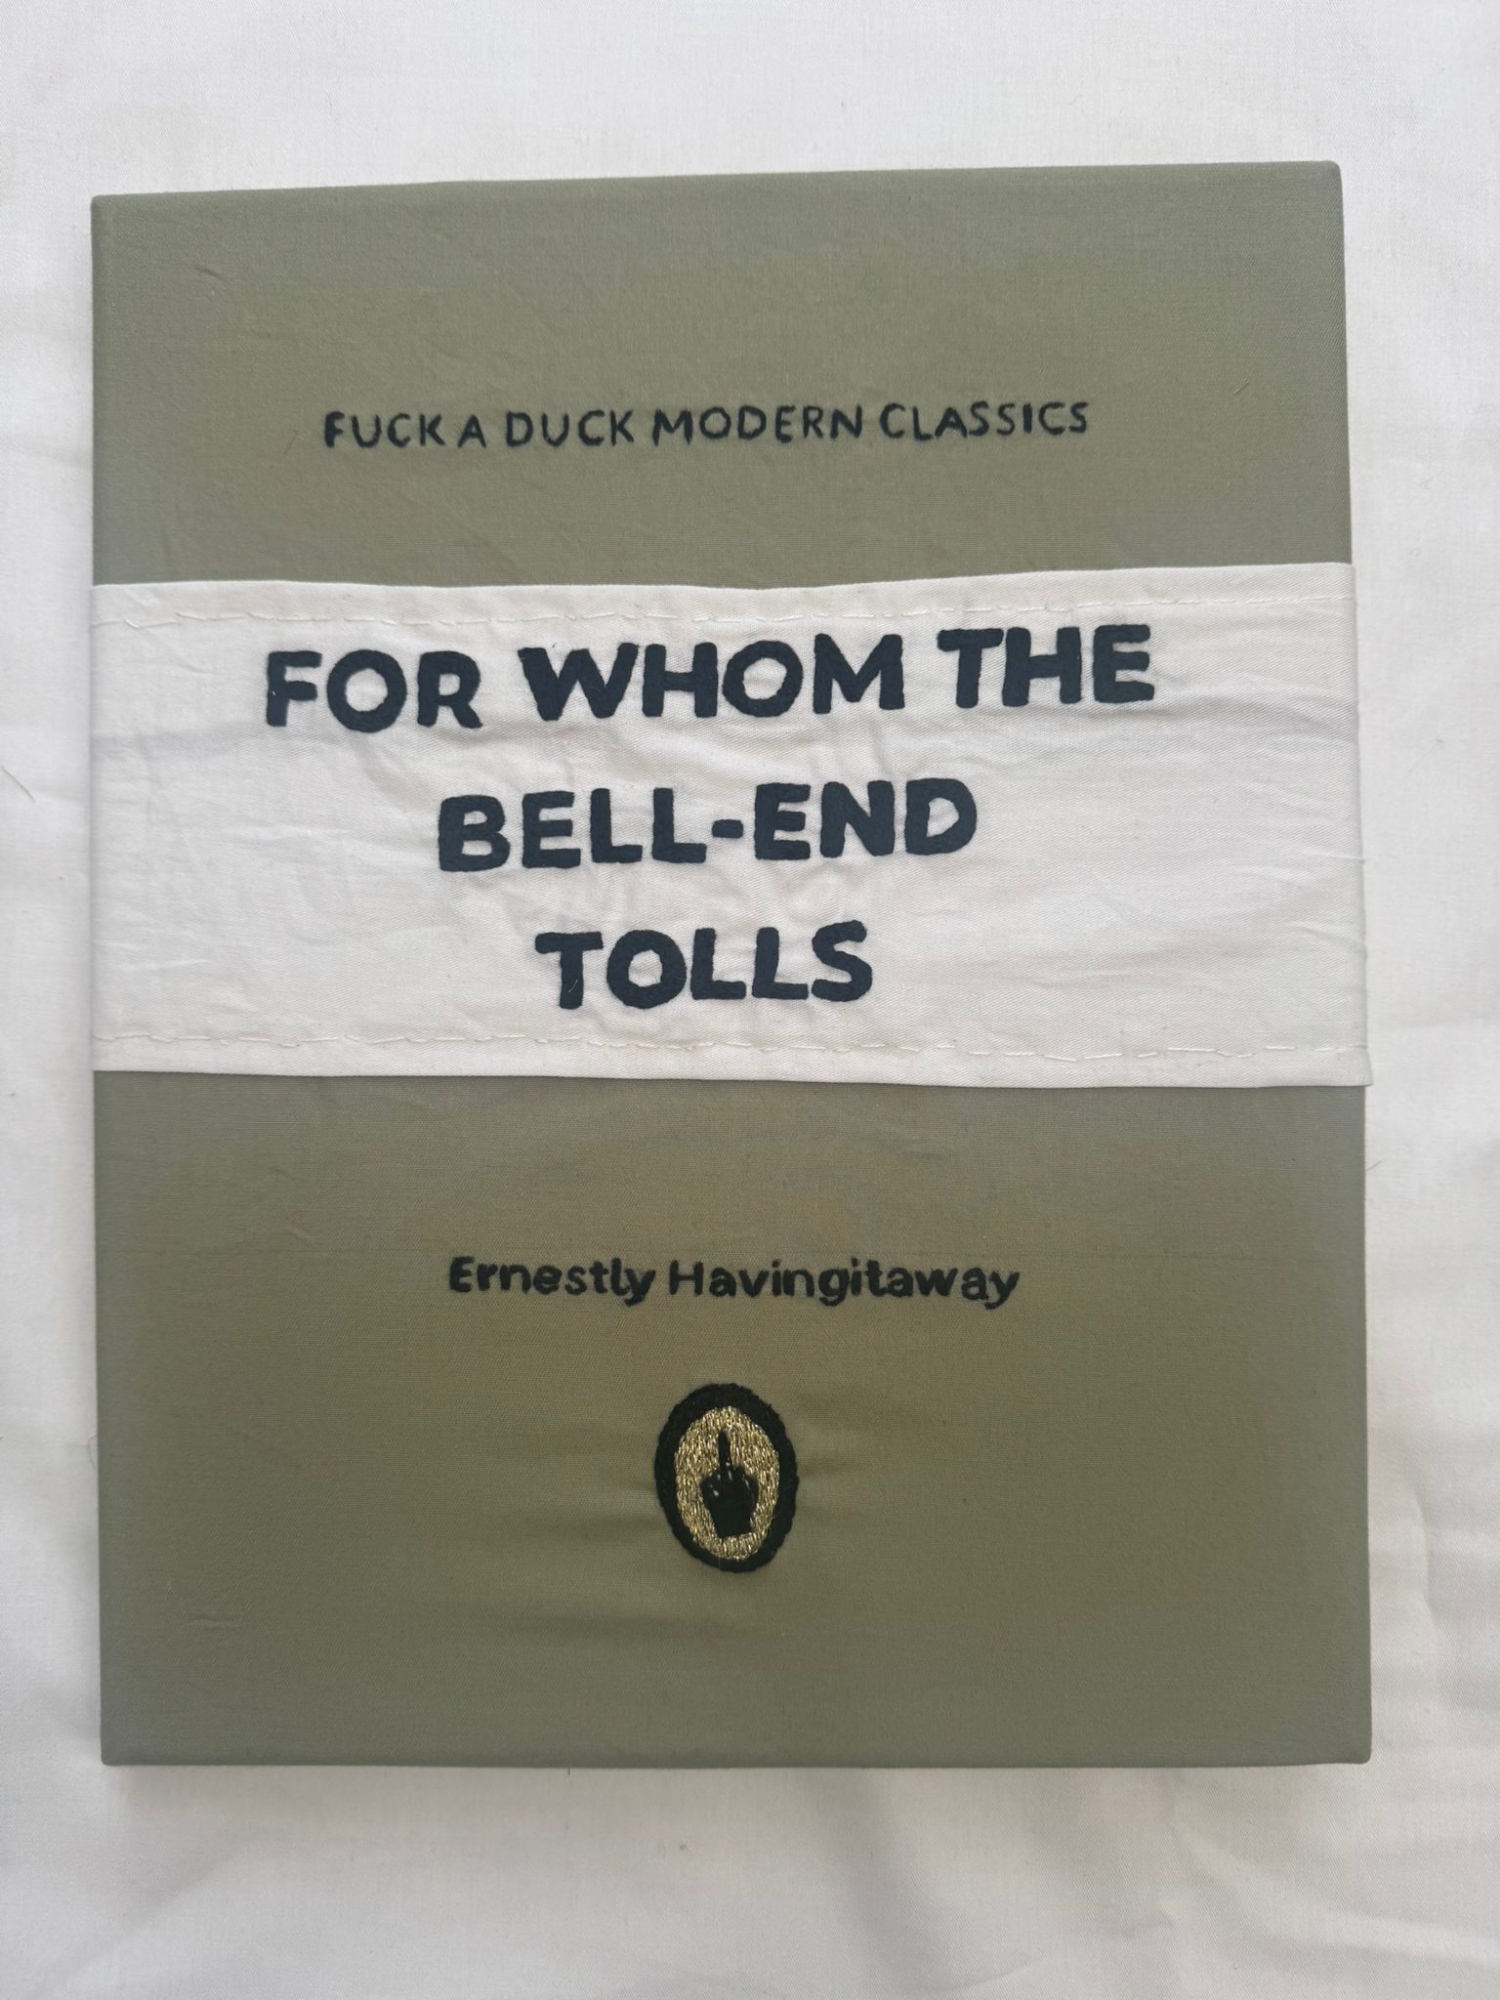 FUCK A DUCK MODERN CLASSICS
FOR WHOM THE
BELL-END
TOLLS
Ernestly Havingitaway